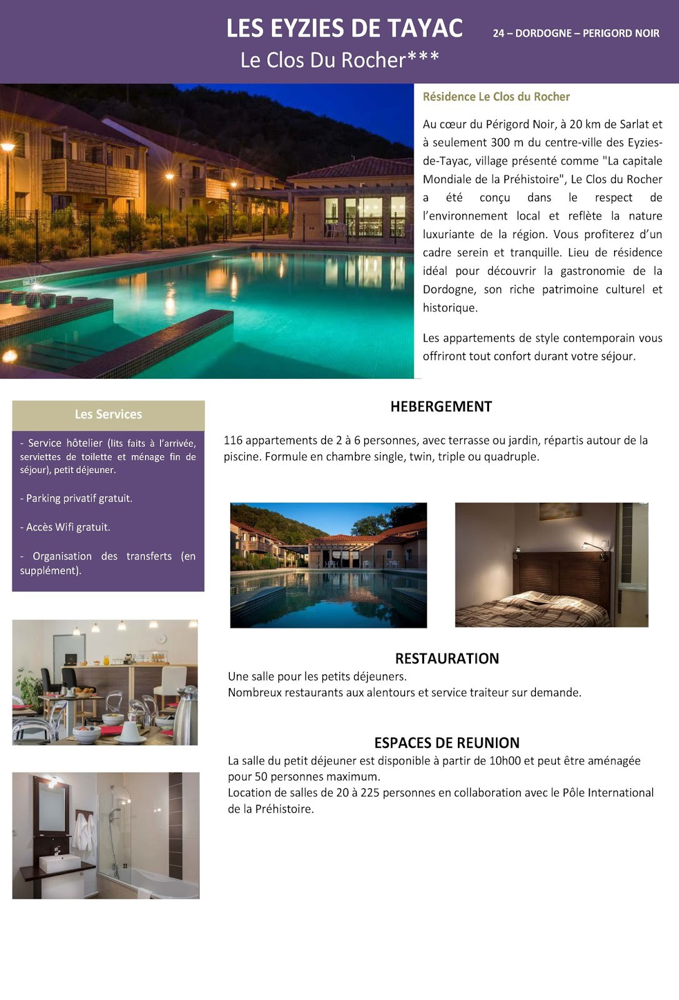 LES EYZIES DE TAYAC
24 – DORDOGNE – PERIGORD NOIR
Le Clos Du Rocher***
Résidence Le Clos du Rocher
Au cœur du Périgord Noir, à 20 km de Sarlat et
à seulement 300 m du centre-ville des Eyzies-
de-Tayac, village présenté comme "La capitale
Mondiale de la Préhistoire", Le Clos du Rocher
a été conçu dans le respect de
l’environnement local et reflète la nature
luxuriante de la région. Vous profiterez d’un
cadre serein et tranquille. Lieu de résidence
idéal pour découvrir la gastronomie de la
Dordogne, son riche patrimoine culturel et
historique.
Les appartements de style contemporain vous
offriront tout confort durant votre séjour.
Les Services
- Service hôtelier (lits faits à l’arrivée,
serviettes de toilette et ménage fin de
séjour), petit déjeuner.
- Parking privatif gratuit.
- Accès Wifi gratuit.
- Organisation des transferts (en
supplément).
HEBERGEMENT
116 appartements de 2 à 6 personnes, avec terrasse ou jardin, répartis autour de la
piscine. Formule en chambre single, twin, triple ou quadruple.
RESTAURATION
Une salle pour les petits déjeuners.
Nombreux restaurants aux alentours et service traiteur sur demande.
ESPACES DE REUNION
La salle du petit déjeuner est disponible à partir de 10h00 et peut être aménagée
pour 50 personnes maximum.
Location de salles de 20 à 225 personnes en collaboration avec le Pôle International
de la Préhistoire.